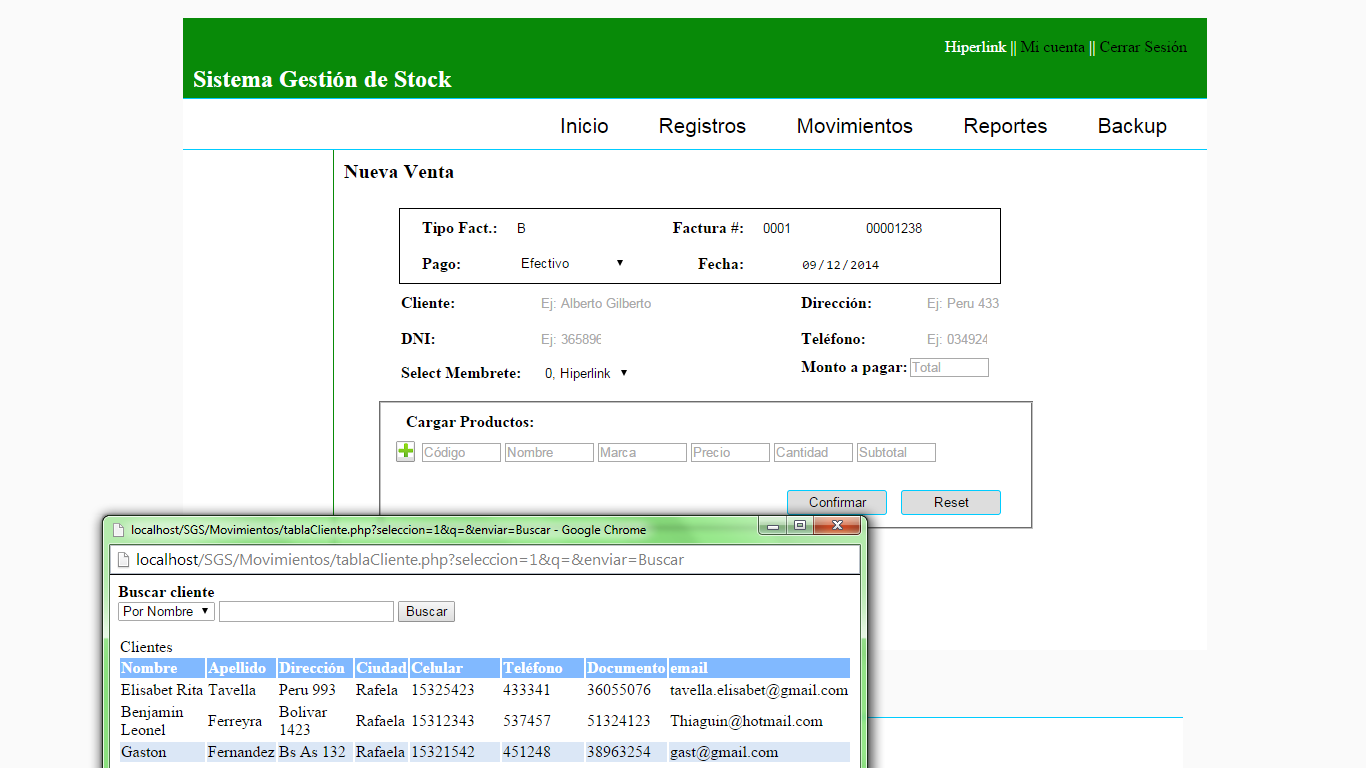 Hiperlink || Mi cuenta || Cerrar Sesión
Sistema Gestión de Stock
Inicio Registros Movimientos Reportes Backup
Nueva Venta
Tipo Fact.: B Factura #: 0001 00001238
Pago: Efectivo Fecha: 09/12/2014
Cliente: Ej: Alberto Gilberto Dirección: Ej: Peru 433
DNI: Ej: 365896 Teléfono: Ej: 034924
Select Membrete: 0, Hiperlink Monto a pagar: Total
Cargar Productos:
Código Nombre Marca Precio Cantidad Subtotal
Confirmar Reset
localhost/SGS/Movimientos/tablaCliente.php?seleccion=1&q=&enviar=Buscar - Google Chrome
localhost/SGS/Movimientos/tablaCliente.php?seleccion=1&q=&enviar=Buscar
Buscar cliente
Por Nombre Buscar
Clientes
Nombre Apellido Dirección Ciudad Celular Teléfono Documento email
Elisabet Rita Tavella Peru 993 Rafela 15325423 433341 36055076 tavella.elisabet@gmail.com
Benjamin Leonel Ferreyra Bolivar 1423 Rafaela 15312343 537457 51324123 Thiaguin@hotmail.com
Gaston Fernandez Bs As 132 Rafaela 15321542 451248 38963254 gast@gmail.com